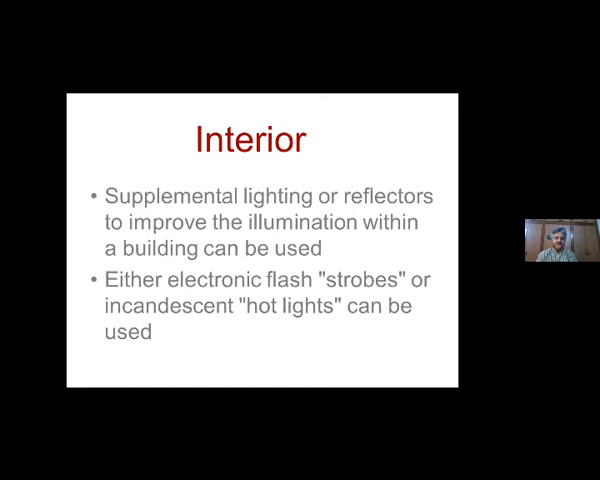 Interior
• Supplemental lighting or reflectors
to improve the illumination within
a building can be used
• Either electronic flash "strobes" or
incandescent "hot lights" can be
used